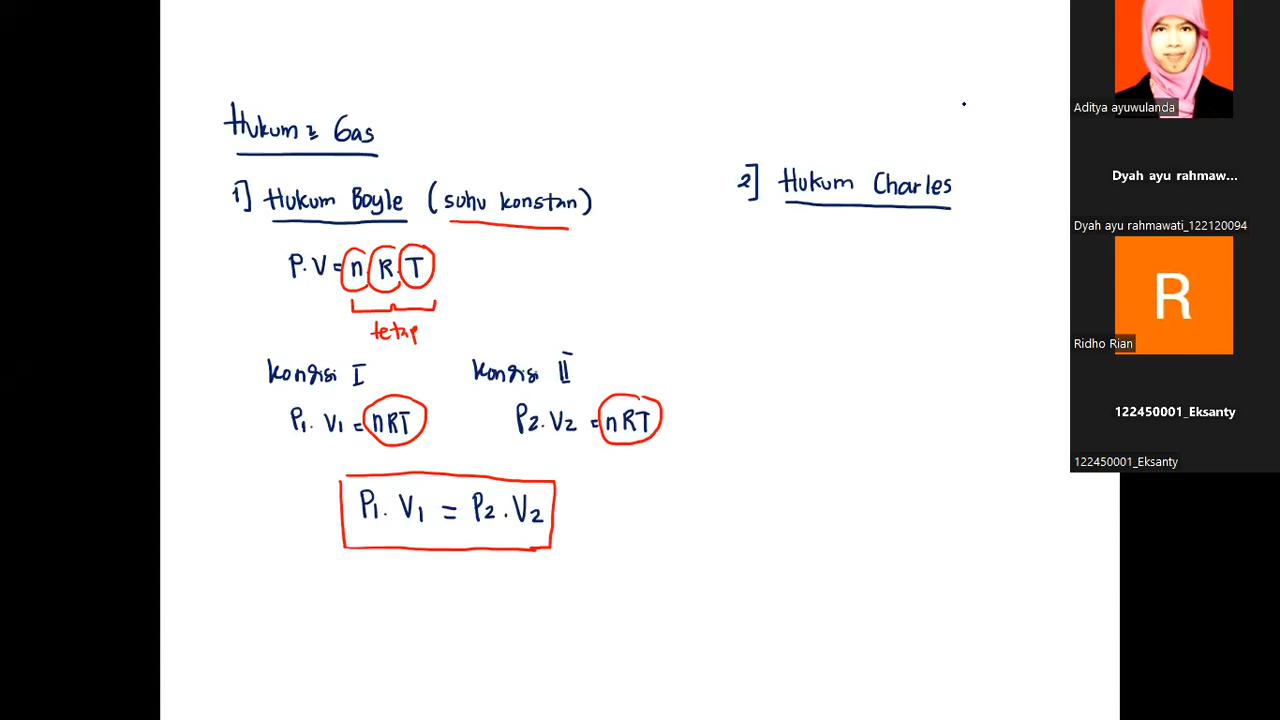 Hukum² Gas
1] Hukum Boyle (suhu konstan)
P.V = n R T
tetap
Kondisi I
P1. V1 = nRT
Kondisi II
P2. V2 = nRT
P1. V1 = P2. V2
2] Hukum Charles
Aditya ayuwulanda
Dyah ayu rahmaw...
Dyah ayu rahmawati_122120094
R
Ridho Rian
122450001_Eksanty
122450001_Eksanty